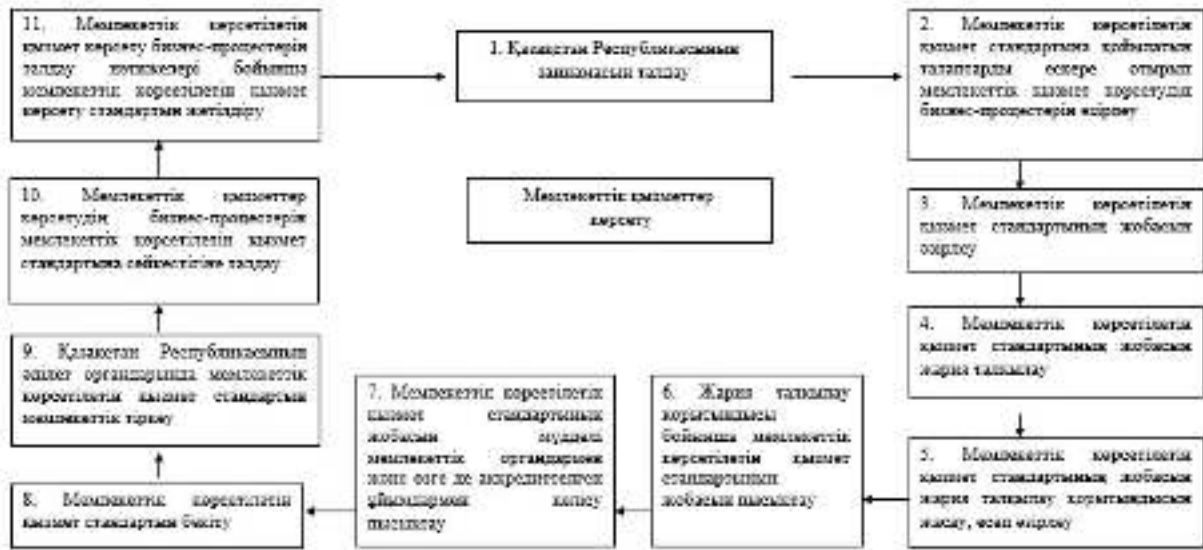 1. Қазақстан Республикасының
заңнамасын талдау
2. Мемлекеттік көрсетілетін
қызмет стандартына қойылатын
талаптарды ескере отырып
мемлекеттік қызмет көрсетудің
бизнес-процестерін әзірлеу
3. Мемлекеттік көрсетілетін
қызмет стандартының жобасын
әзірлеу
4. Мемлекеттік көрсетілетін
қызмет стандартының жобасын
жария талқылау
5. Мемлекеттік көрсетілетін
қызмет стандартының жобасын
жария талқылау қорытындысын
жасау, есеп әзірлеу
6. Жария талқылау
қорытындысы
бойынша мемлекеттік
көрсетілетін қызмет
стандартының
жобасын пысықтау
7. Мемлекеттік көрсетілетін
қызмет стандартының
жобасын мүдделі
мемлекеттік органдармен
және өзге де аккредиттелген
ұйымдармен келісу
пысықтау
8. Мемлекеттік көрсетілетін
қызмет стандартын бекіту
9. Қазақстан Республикасының
әділет органдарында мемлекеттік
көрсетілетін қызмет стандартын
мемлекеттік тіркеу
10. Мемлекеттік қызметтер
көрсетудің бизнес-процестерін
мемлекеттік көрсетілетін қызмет
стандартына сәйкестігіне талдау
11. Мемлекеттік көрсетілетін
қызмет көрсету бизнес-процестерін
талдау нәтижелері бойынша
мемлекеттік көрсетілетін қызмет
көрсету стандартын жетілдіру
Мемлекеттік қызметтер
көрсету